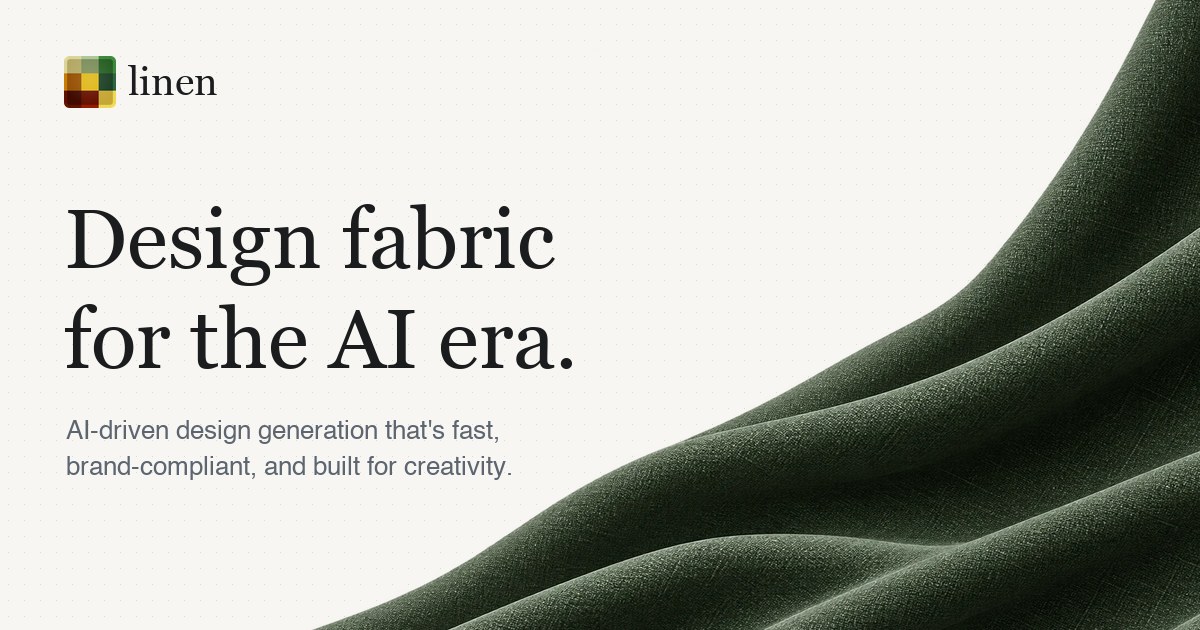 linen
Design fabric
for the AI era.
AI-driven design generation that's fast,
brand-compliant, and built for creativity.